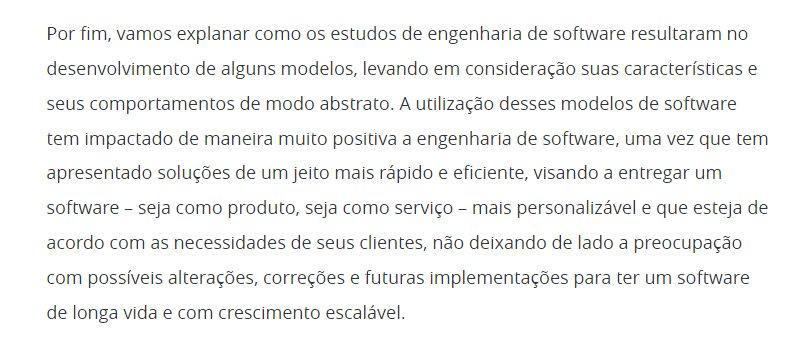 Por fim, vamos explanar como os estudos de engenharia de software resultaram no
desenvolvimento de alguns modelos, levando em consideração suas características e
seus comportamentos de modo abstrato. A utilização desses modelos de software
tem impactado de maneira muito positiva a engenharia de software, uma vez que tem
apresentado soluções de um jeito mais rápido e eficiente, visando a entregar um
software – seja como produto, seja como serviço – mais personalizável e que esteja de
acordo com as necessidades de seus clientes, não deixando de lado a preocupação
com possíveis alterações, correções e futuras implementações para ter um software
de longa vida e com crescimento escalável.